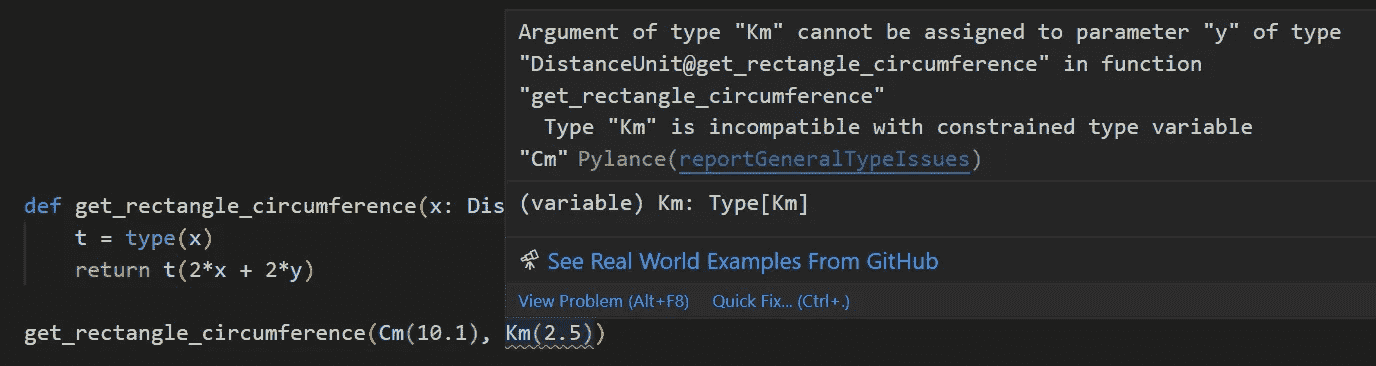 Argument of type "Km" cannot be assigned to parameter "y" of type
"DistanceUnit@get_rectangle_circumference" in function
"get_rectangle_circumference"
  Type "Km" is incompatible with constrained type variable
"Cm" Pylance(reportGeneralTypeIssues)
(variable) Km: Type[Km]
See Real World Examples From GitHub
View Problem (Alt+F8) Quick Fix... (Ctrl+.)
def get_rectangle_circumference(x: Dis
    t = type(x)
    return t(2*x + 2*y)
get_rectangle_circumference(Cm(10.1), Km(2.5))